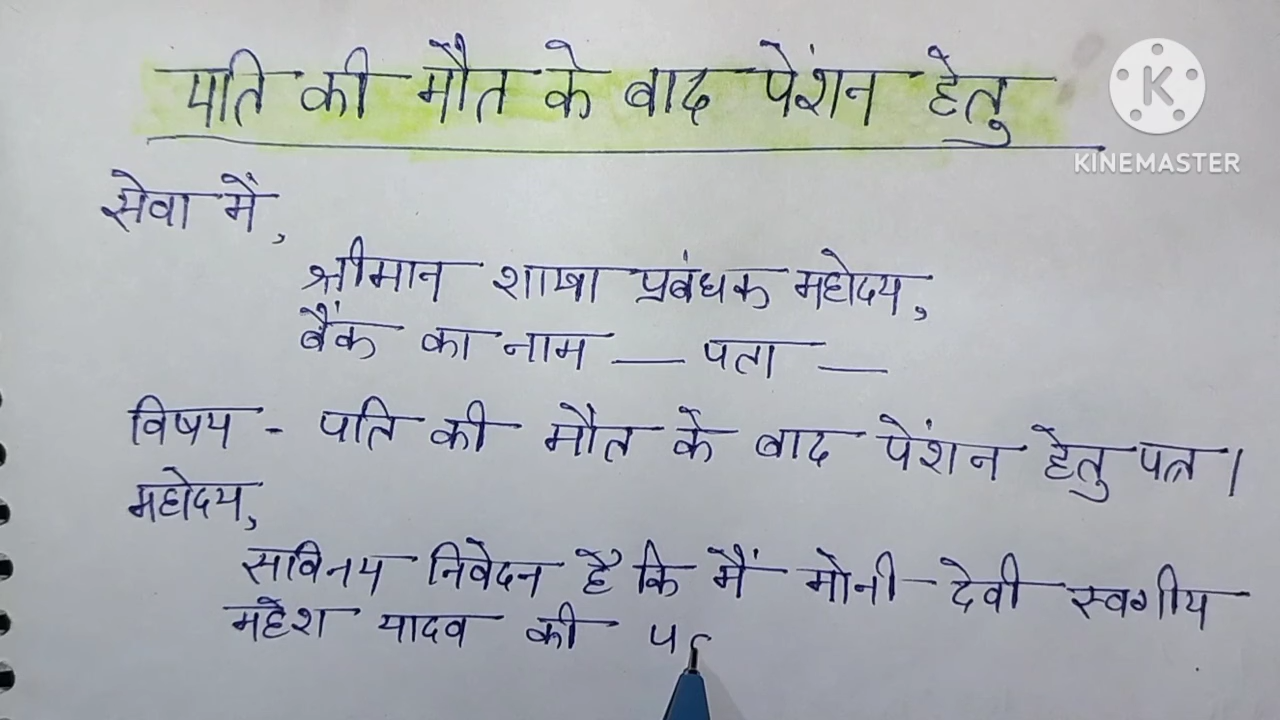 पति की मौत के बाद पेंशन हेतु
K
KINEMASTER
सेवा में,
श्रीमान शाखा प्रबंधक महोदय,
बैंक का नाम — पता —
विषय - पति की मौत के बाद पेंशन हेतु पत्र।
महोदय,
सविनय निवेदन है कि मैं मोनी देवी स्वर्गीय
महेश यादव की प